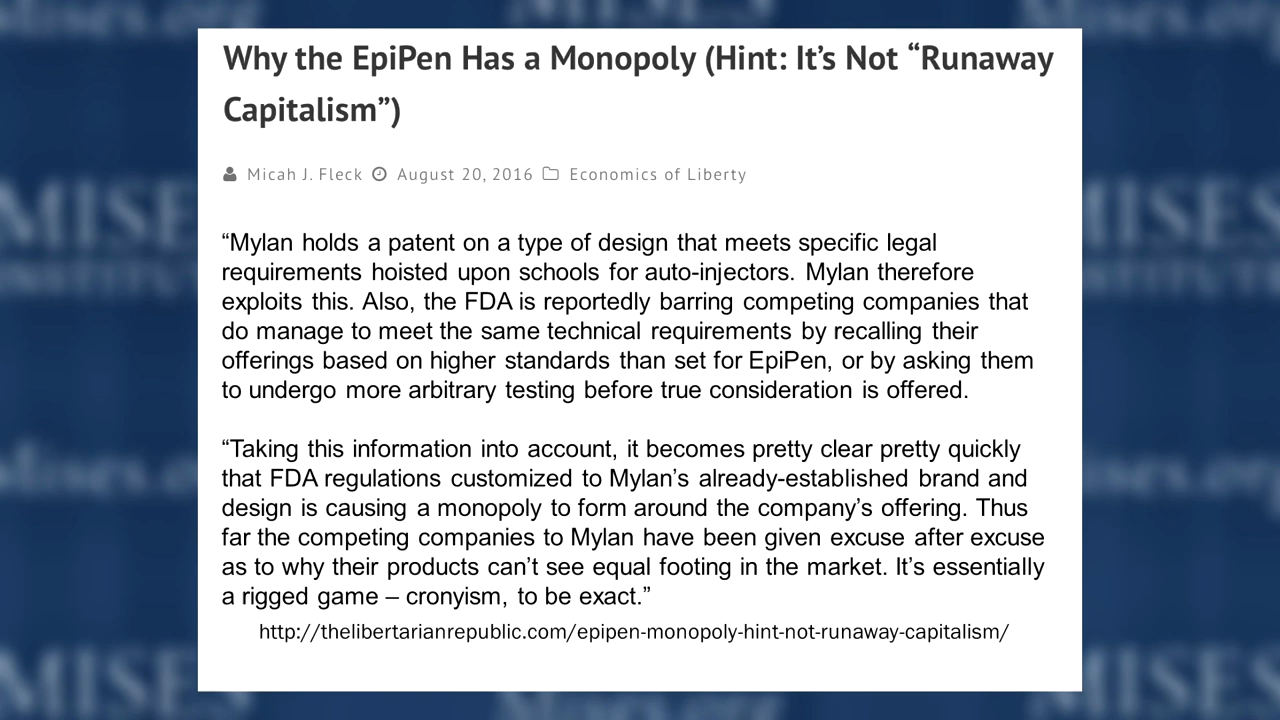 Why the EpiPen Has a Monopoly (Hint: It’s Not “Runaway
Capitalism”)
Micah J. Fleck August 20, 2016 Economics of Liberty
“Mylan holds a patent on a type of design that meets specific legal
requirements hoisted upon schools for auto-injectors. Mylan therefore
exploits this. Also, the FDA is reportedly barring competing companies that
do manage to meet the same technical requirements by recalling their
offerings based on higher standards than set for EpiPen, or by asking them
to undergo more arbitrary testing before true consideration is offered.
“Taking this information into account, it becomes pretty clear pretty quickly
that FDA regulations customized to Mylan’s already-established brand and
design is causing a monopoly to form around the company’s offering. Thus
far the competing companies to Mylan have been given excuse after excuse
as to why their products can’t see equal footing in the market. It’s essentially
a rigged game – cronyism, to be exact.”
http://thelibertarianrepublic.com/epipen-monopoly-hint-not-runaway-capitalism/